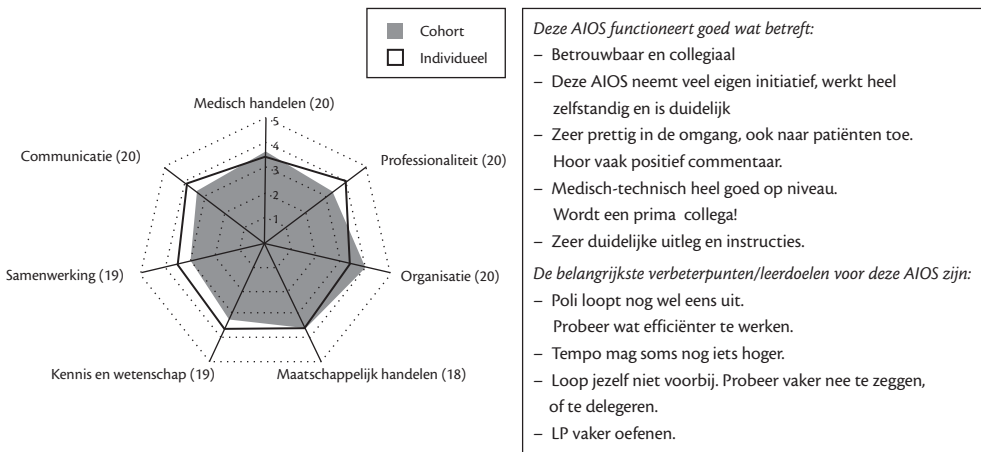 Cohort
Individueel
Medisch handelen (20)
5
4
3
2
1
Communicatie (20)
Professionaliteit (20)
Samenwerking (19)
Organisatie (20)
Kennis en wetenschap (19)
Maatschappelijk handelen (18)
Deze AIOS functioneert goed wat betreft:
– Betrouwbaar en collegiaal
– Deze AIOS neemt veel eigen initiatief, werkt heel
zelfstandig en is duidelijk
– Zeer prettig in de omgang, ook naar patiënten toe.
Hoor vaak positief commentaar.
– Medisch-technisch heel goed op niveau.
Wordt een prima collega!
– Zeer duidelijke uitleg en instructies.
De belangrijkste verbeterpunten/leerdoelen voor deze AIOS zijn:
– Poli loopt nog wel eens uit.
Probeer wat efficiënter te werken.
– Tempo mag soms nog iets hoger.
– Loop jezelf niet voorbij. Probeer vaker nee te zeggen,
of te delegeren.
– LP vaker oefenen.